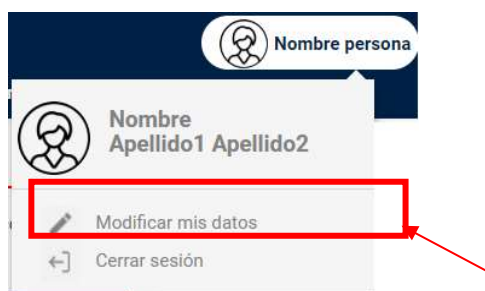 Nombre persona
Nombre
Apellido1 Apellido2
Modificar mis datos
Cerrar sesión